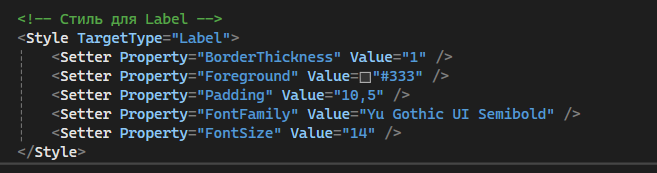 <!-- Стиль для Label -->
<Style TargetType="Label">
<Setter Property="BorderThickness" Value="1" />
<Setter Property="Foreground" Value="#333" />
<Setter Property="Padding" Value="10,5" />
<Setter Property="FontFamily" Value="Yu Gothic UI Semibold" />
<Setter Property="FontSize" Value="14" />
</Style>